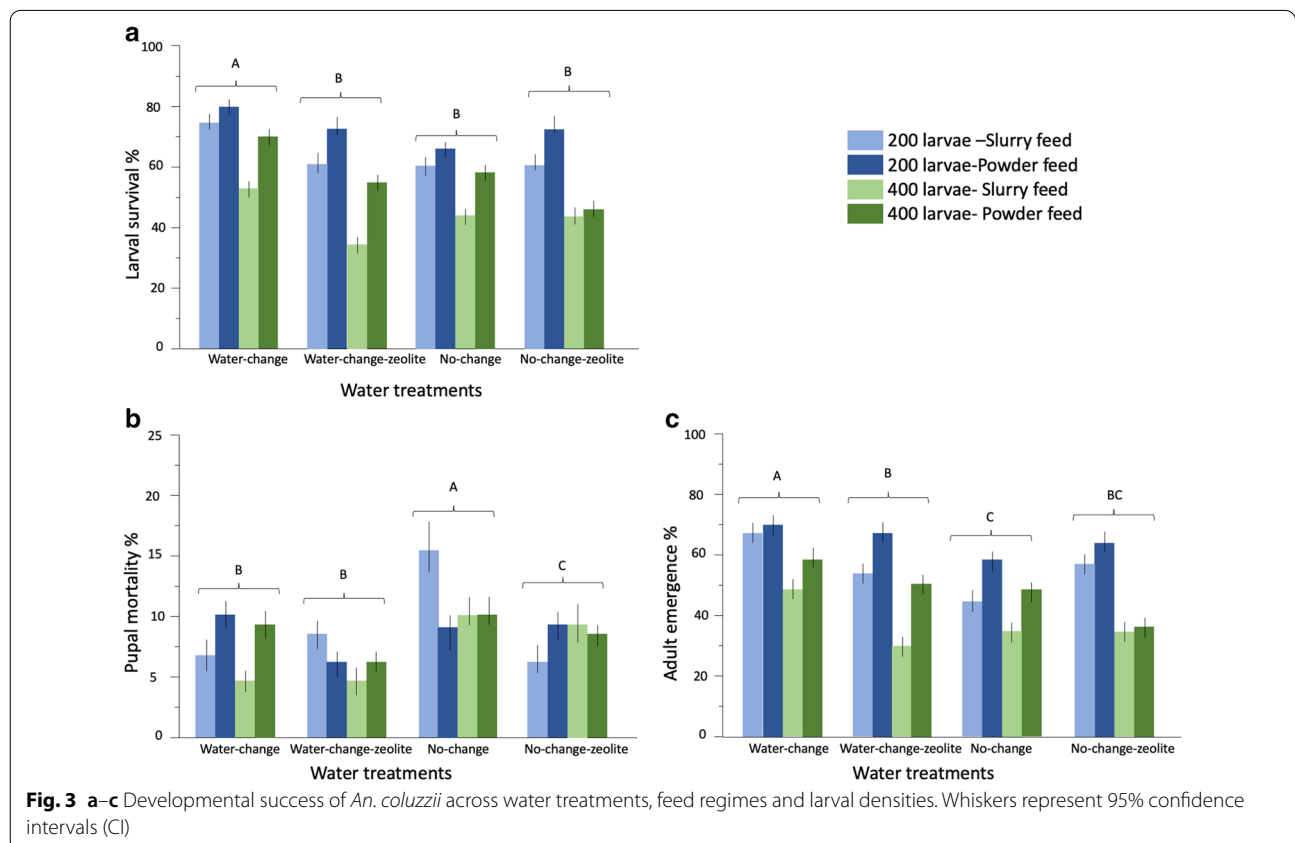 a
100
80
60
40
20
0
Larval survival %
A
B
B
B
Water-change
Water-change-zeolite
No-change
No-change-zeolite
Water treatments
200 larvae –Slurry feed
200 larvae-Powder feed
400 larvae- Slurry feed
400 larvae- Powder feed
b
25
20
15
10
5
0
Pupal mortality %
B
B
A
C
Water-change
Water-change-zeolite
No-change
No-change-zeolite
Water treatments
c
100
80
60
40
20
0
Adult emergence %
A
B
C
BC
Water-change
Water-change-zeolite
No-change
No-change-zeolite
Water treatments
Fig. 3 a–c Developmental success of An. coluzzii across water treatments, feed regimes and larval densities. Whiskers represent 95% confidence
intervals (CI)